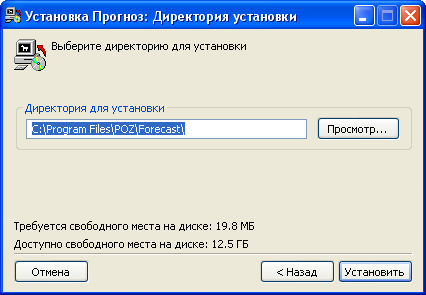 Установка Прогноз: Директория установки
Выберите директорию для установки
Директория для установки
C:\Program Files\POZ\Forecast\
Просмотр...
Требуется свободного места на диске: 19.8 МБ
Доступно свободного места на диске: 12.5 ГБ
Отмена
< Назад
Установить